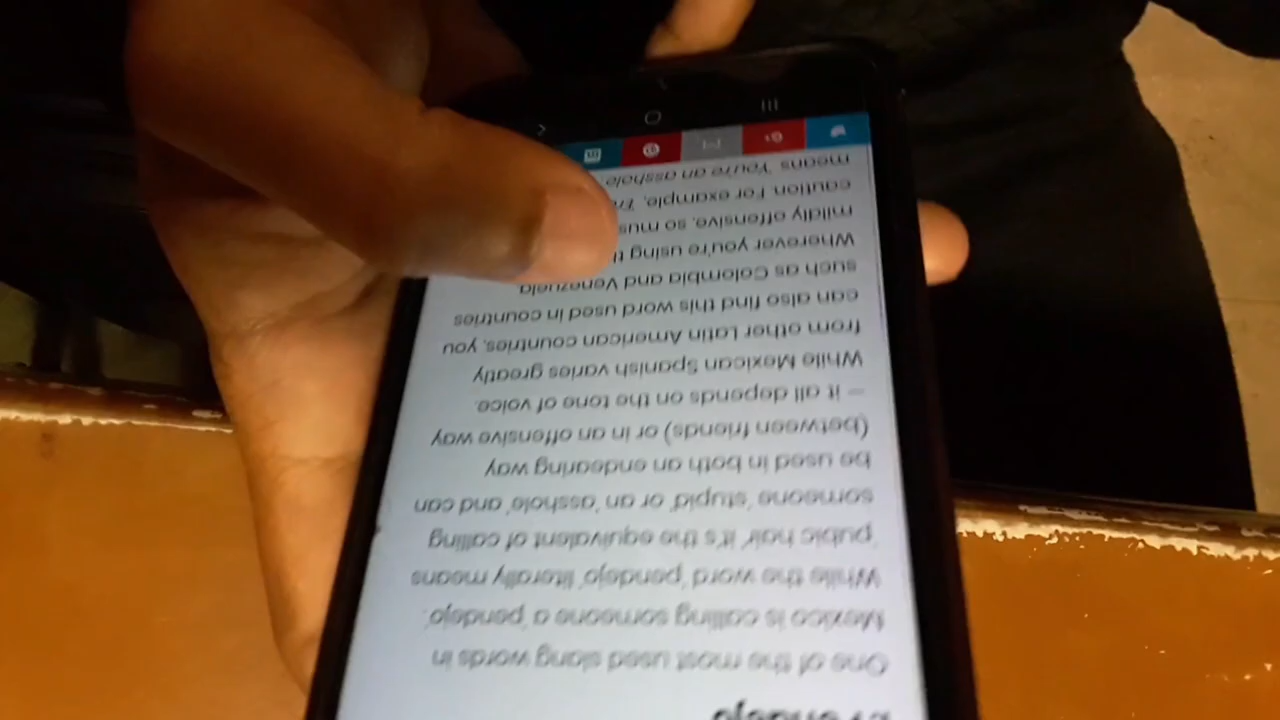 Pendejo
One of the most used slang words in
Mexico is calling someone a 'pendejo'.
While the word 'pendejo' literally means
'pubic hair' it's the equivalent of calling
someone 'stupid' or an 'asshole' and can
be used in both an endearing way
(between friends) or in an offensive way
– it all depends on the tone of voice.
While Mexican Spanish varies greatly
from other Latin American countries, you
can also find this word used in countries
such as Colombia and Venezuela
Wherever you're using
mildly offensive, so
caution. For example,
means 'You're an asshole